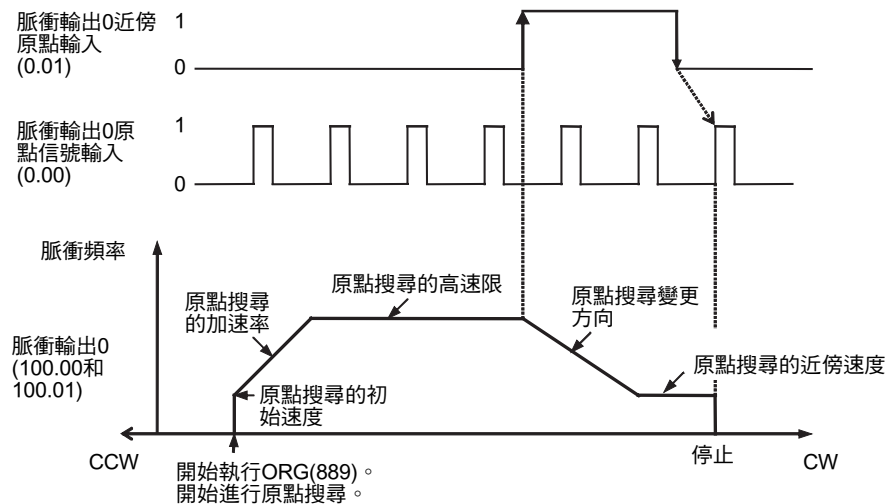 脈衝輸出0近傍
原點輸入
(0.01)
1
0
脈衝輸出0原
點信號輸入
(0.00)
1
0
脈衝頻率
原點搜尋
的加速率
原點搜尋的高速限
原點搜尋變更
方向
脈衝輸出0
(100.00和
100.01)
原點搜尋的初
始速度
原點搜尋的近傍速度
CCW
開始執行ORG(889)。
開始進行原點搜尋。
停止
CW